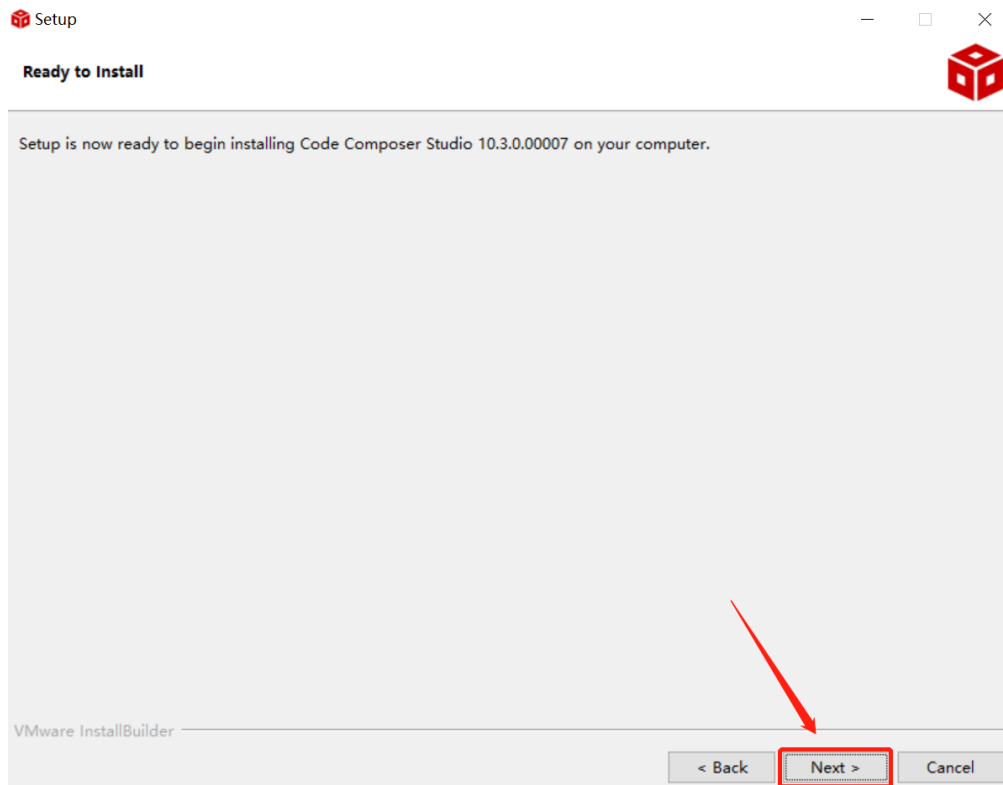 Setup
Ready to Install
Setup is now ready to begin installing Code Composer Studio 10.3.0.00007 on your computer.
VMware InstallBuilder
< Back Next > Cancel